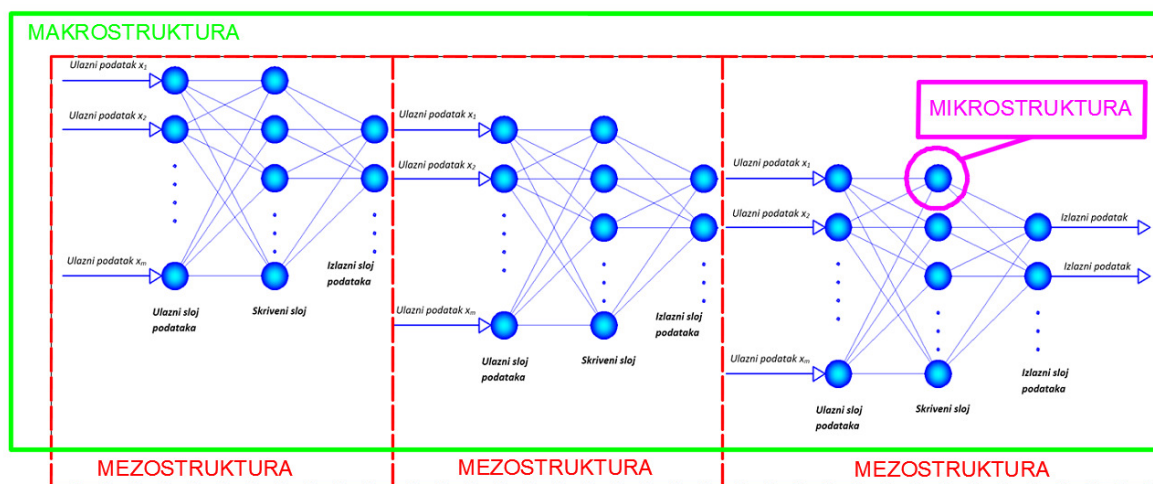 MAKROSTRUKTURA
Ulazni podatak x1
Ulazni podatak x2
Ulazni podatak xm
Ulazni sloj
podataka
Skriveni sloj
Izlazni sloj
podataka
Ulazni podatak x1
Ulazni podatak x2
Ulazni podatak xm
Ulazni sloj
podataka
Skriveni sloj
Izlazni sloj
podataka
MIKROSTRUKTURA
Ulazni podatak x1
Ulazni podatak x2
Ulazni podatak xm
Izlazni podatak
Izlazni podatak
Ulazni sloj
podataka
Skriveni sloj
Izlazni sloj
podataka
MEZOSTRUKTURA
MEZOSTRUKTURA
MEZOSTRUKTURA